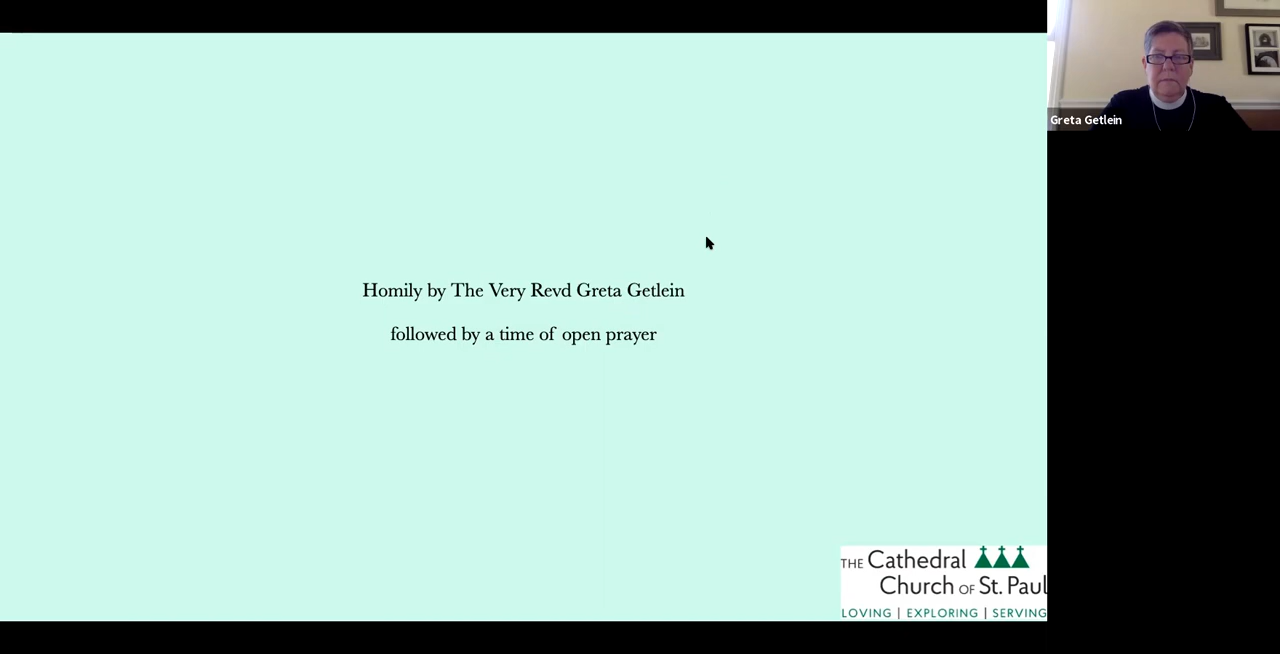 Greta Getlein
Homily by The Very Revd Greta Getlein
followed by a time of open prayer
THE Cathedral
Church OF St. Paul
LOVING | EXPLORING | SERVING